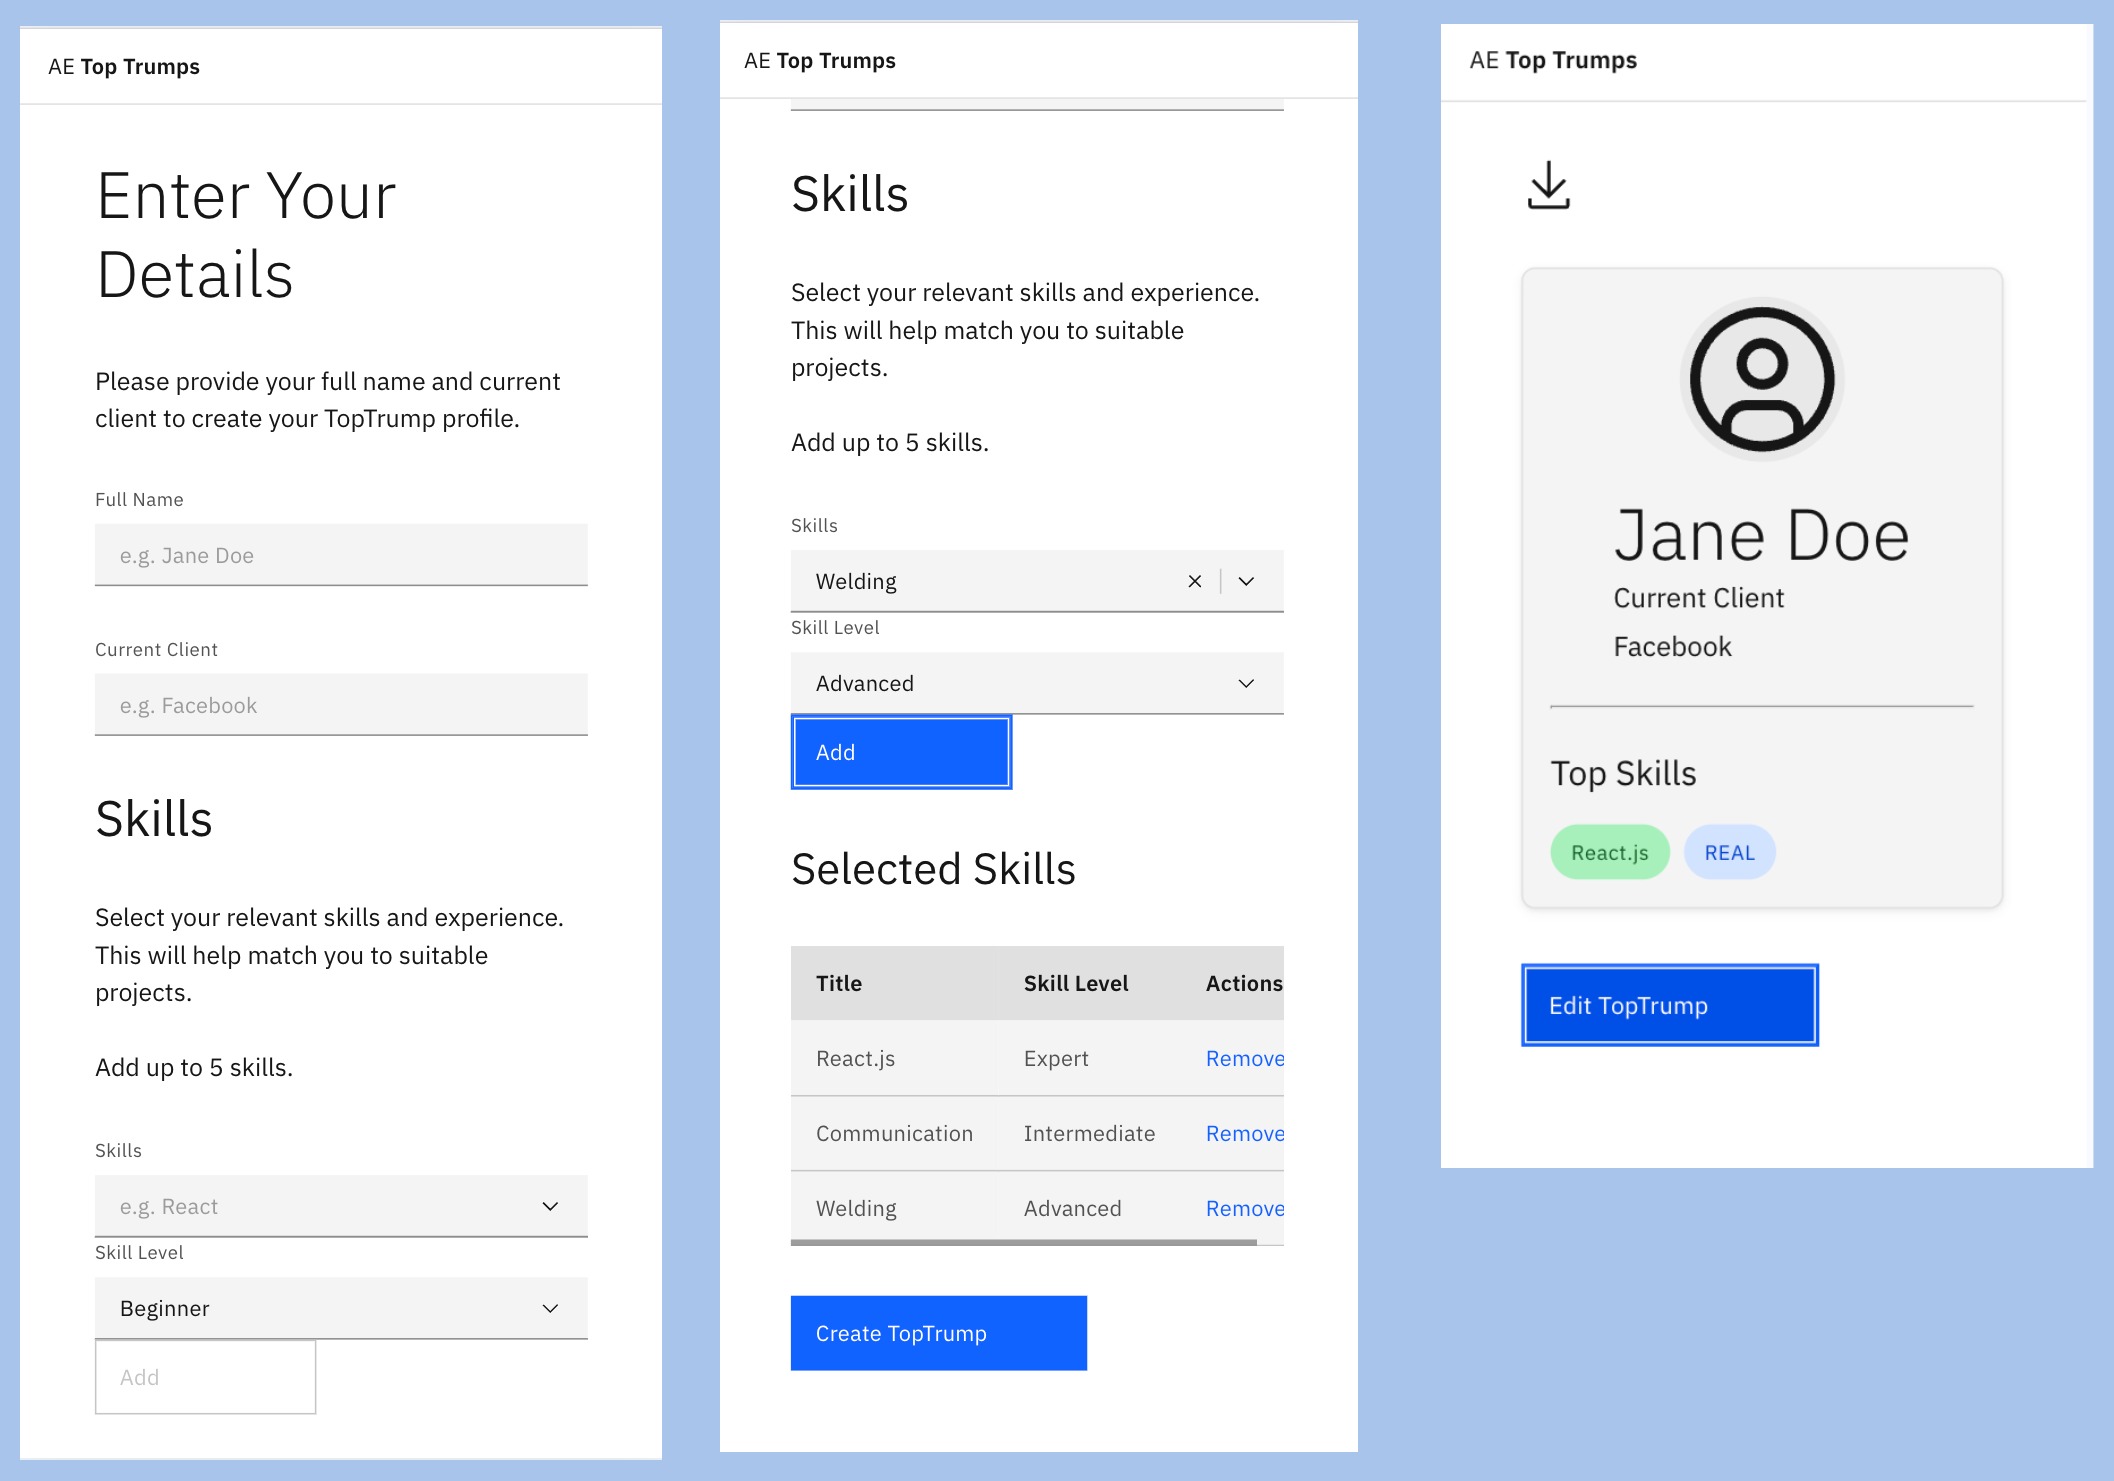 AE Top Trumps
Enter Your
Details
Please provide your full name and current
client to create your TopTrump profile.
Full Name
e.g. Jane Doe
Current Client
e.g. Facebook
Skills
Select your relevant skills and experience.
This will help match you to suitable
projects.
Add up to 5 skills.
Skills
e.g. React
Skill Level
Beginner
Add
AE Top Trumps
Skills
Select your relevant skills and experience.
This will help match you to suitable
projects.
Add up to 5 skills.
Skills
Welding
Skill Level
Advanced
Add
Selected Skills
Title Skill Level Actions
React.js Expert Remove
Communication Intermediate Remove
Welding Advanced Remove
Create TopTrump
AE Top Trumps
Jane Doe
Current Client
Facebook
Top Skills
React.js REAL
Edit TopTrump